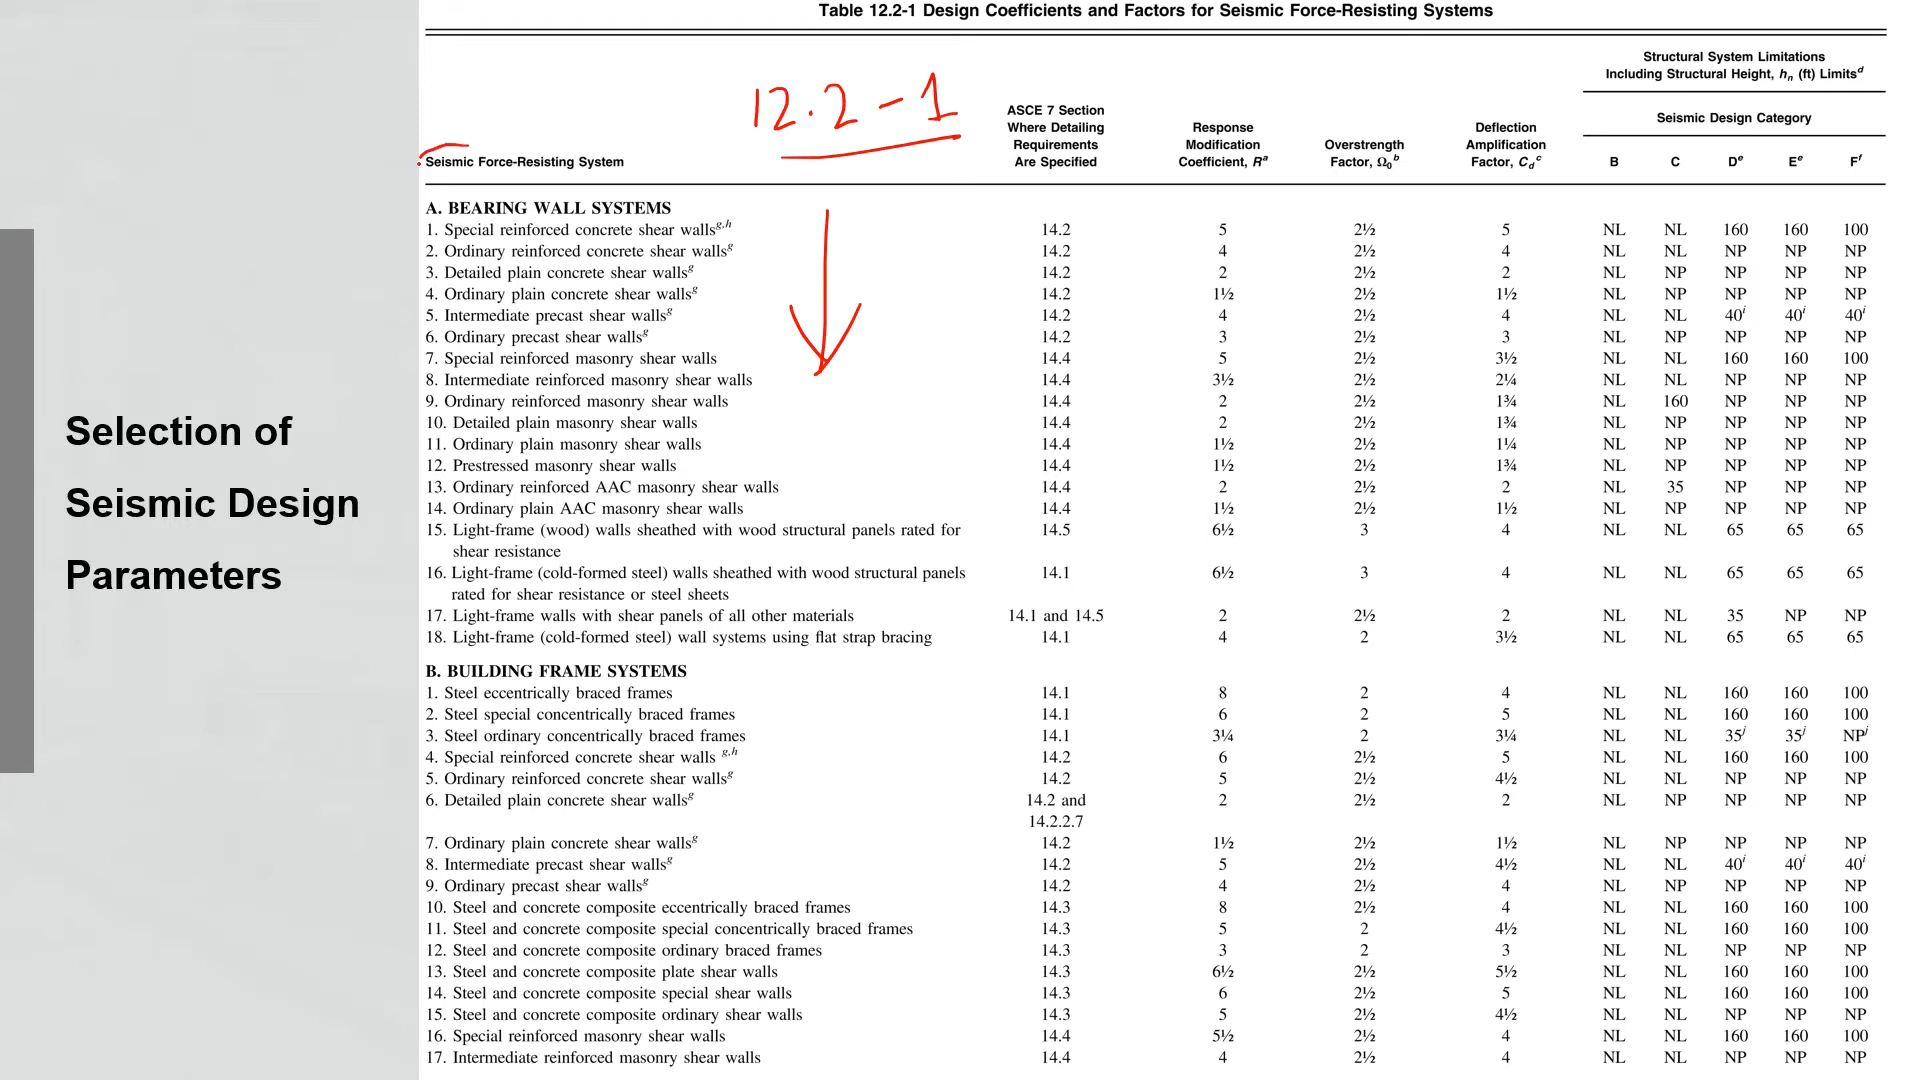 Selection of
Seismic Design
Parameters
Table 12.2-1 Design Coefficients and Factors for Seismic Force-Resisting Systems
12.2-1
Seismic Force-Resisting System
ASCE 7 Section
Where Detailing
Requirements
Are Specified
Response
Modification
Coefficient, Rᵃ
Overstrength
Factor, Ω₀ᵇ
Deflection
Amplification
Factor, C_dᶜ
Structural System Limitations
Including Structural Height, hₙ (ft) Limitsᵈ
Seismic Design Category
B C Dᵉ Eᵉ Fᶠ
A. BEARING WALL SYSTEMS
1. Special reinforced concrete shear wallsᵍ,ʰ 14.2 5 2½ 5 NL NL 160 160 100
2. Ordinary reinforced concrete shear wallsᵍ 14.2 4 2½ 4 NL NL NP NP NP
3. Detailed plain concrete shear wallsᵍ 14.2 2 2½ 2 NL NP NP NP NP
4. Ordinary plain concrete shear wallsᵍ 14.2 1½ 2½ 1½ NL NP NP NP NP
5. Intermediate precast shear wallsᵍ 14.2 4 2½ 4 NL NL 40ⁱ 40ⁱ 40ⁱ
6. Ordinary precast shear wallsᵍ 14.2 3 2½ 3 NL NP NP NP NP
7. Special reinforced masonry shear walls 14.4 5 2½ 3½ NL NL 160 160 100
8. Intermediate reinforced masonry shear walls 14.4 3½ 2½ 2¼ NL NL NP NP NP
9. Ordinary reinforced masonry shear walls 14.4 2 2½ 1¾ NL 160 NP NP NP
10. Detailed plain masonry shear walls 14.4 2 2½ 1¾ NL NP NP NP NP
11. Ordinary plain masonry shear walls 14.4 1½ 2½ 1¼ NL NP NP NP NP
12. Prestressed masonry shear walls 14.4 1½ 2½ 1¾ NL NP NP NP NP
13. Ordinary reinforced AAC masonry shear walls 14.4 2 2½ 2 NL 35 NP NP NP
14. Ordinary plain AAC masonry shear walls 14.4 1½ 2½ 1½ NL NP NP NP NP
15. Light-frame (wood) walls sheathed with wood structural panels rated for 14.5 6½ 3 4 NL NL 65 65 65
shear resistance
16. Light-frame (cold-formed steel) walls sheathed with wood structural panels 14.1 6½ 3 4 NL NL 65 65 65
rated for shear resistance or steel sheets
17. Light-frame walls with shear panels of all other materials 14.1 and 14.5 2 2½ 2 NL NL 35 NP NP
18. Light-frame (cold-formed steel) wall systems using flat strap bracing 14.1 4 2 3½ NL NL 65 65 65
B. BUILDING FRAME SYSTEMS
1. Steel eccentrically braced frames 14.1 8 2 4 NL NL 160 160 100
2. Steel special concentrically braced frames 14.1 6 2 5 NL NL 160 160 100
3. Steel ordinary concentrically braced frames 14.1 3¼ 2 3¼ NL NL 35ʲ 35ʲ NPʲ
4. Special reinforced concrete shear walls ᵍ,ʰ 14.2 6 2½ 5 NL NL 160 160 100
5. Ordinary reinforced concrete shear wallsᵍ 14.2 5 2½ 4½ NL NL NP NP NP
6. Detailed plain concrete shear wallsᵍ 14.2 and 2 2½ 2 NL NP NP NP NP
14.2.2.7
7. Ordinary plain concrete shear wallsᵍ 14.2 1½ 2½ 1½ NL NP NP NP NP
8. Intermediate precast shear wallsᵍ 14.2 5 2½ 4½ NL NL 40ⁱ 40ⁱ 40ⁱ
9. Ordinary precast shear wallsᵍ 14.2 4 2½ 4 NL NP NP NP NP
10. Steel and concrete composite eccentrically braced frames 14.3 8 2½ 4 NL NL 160 160 100
11. Steel and concrete composite special concentrically braced frames 14.3 5 2 4½ NL NL 160 160 100
12. Steel and concrete composite ordinary braced frames 14.3 3 2 3 NL NL NP NP NP
13. Steel and concrete composite plate shear walls 14.3 6½ 2½ 5½ NL NL 160 160 100
14. Steel and concrete composite special shear walls 14.3 6 2½ 5 NL NL 160 160 100
15. Steel and concrete composite ordinary shear walls 14.3 5 2½ 4½ NL NL NP NP NP
16. Special reinforced masonry shear walls 14.4 5½ 2½ 4 NL NL 160 160 100
17. Intermediate reinforced masonry shear walls 14.4 4 2½ 4 NL NL NP NP NP